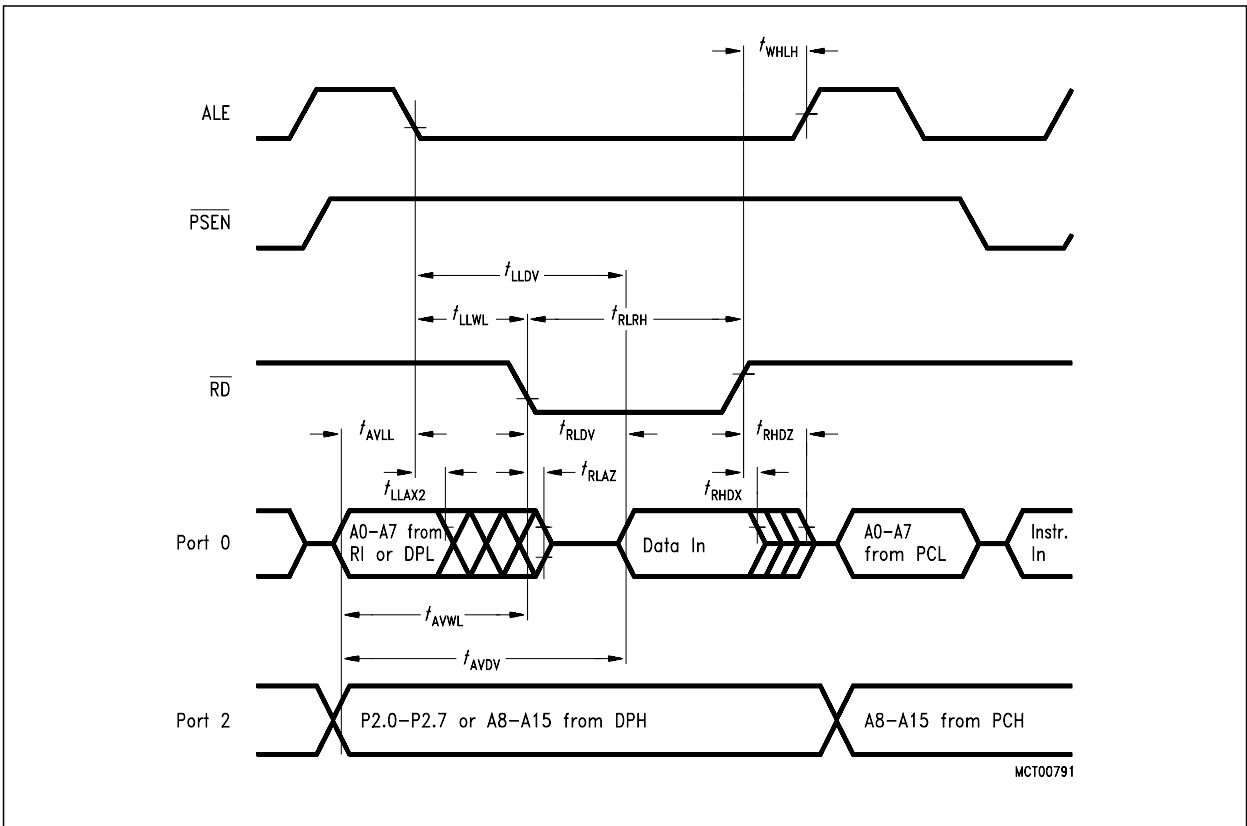 tWHLH
ALE
PSEN
tLLDV
tLLWL
tRLRH
RD
tAVLL
tRLDV
tRHDZ
tRLAZ
tLLAX2
tRHDX
Port 0
A0-A7 from
RI or DPL
Data In
A0-A7
from PCL
Instr.
In
tAVWL
tAVDV
Port 2
P2.0-P2.7 or A8-A15 from DPH
A8-A15 from PCH
MCT00791